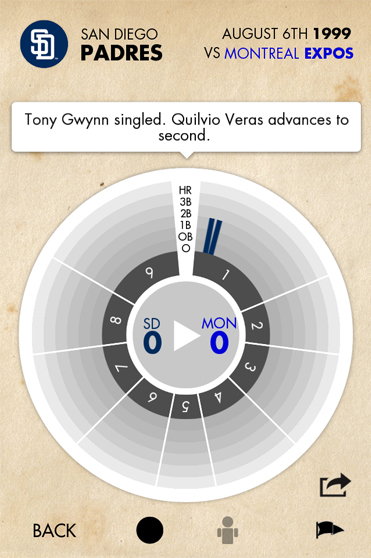 SD
SAN DIEGO
PADRES
AUGUST 6TH 1999
VS MONTREAL EXPOS
Tony Gwynn singled. Quilvio Veras advances to
second.
HR
3B
2B
1B
OB
O
1
2
3
4
5
6
7
8
9
SD
0
MON
0
BACK